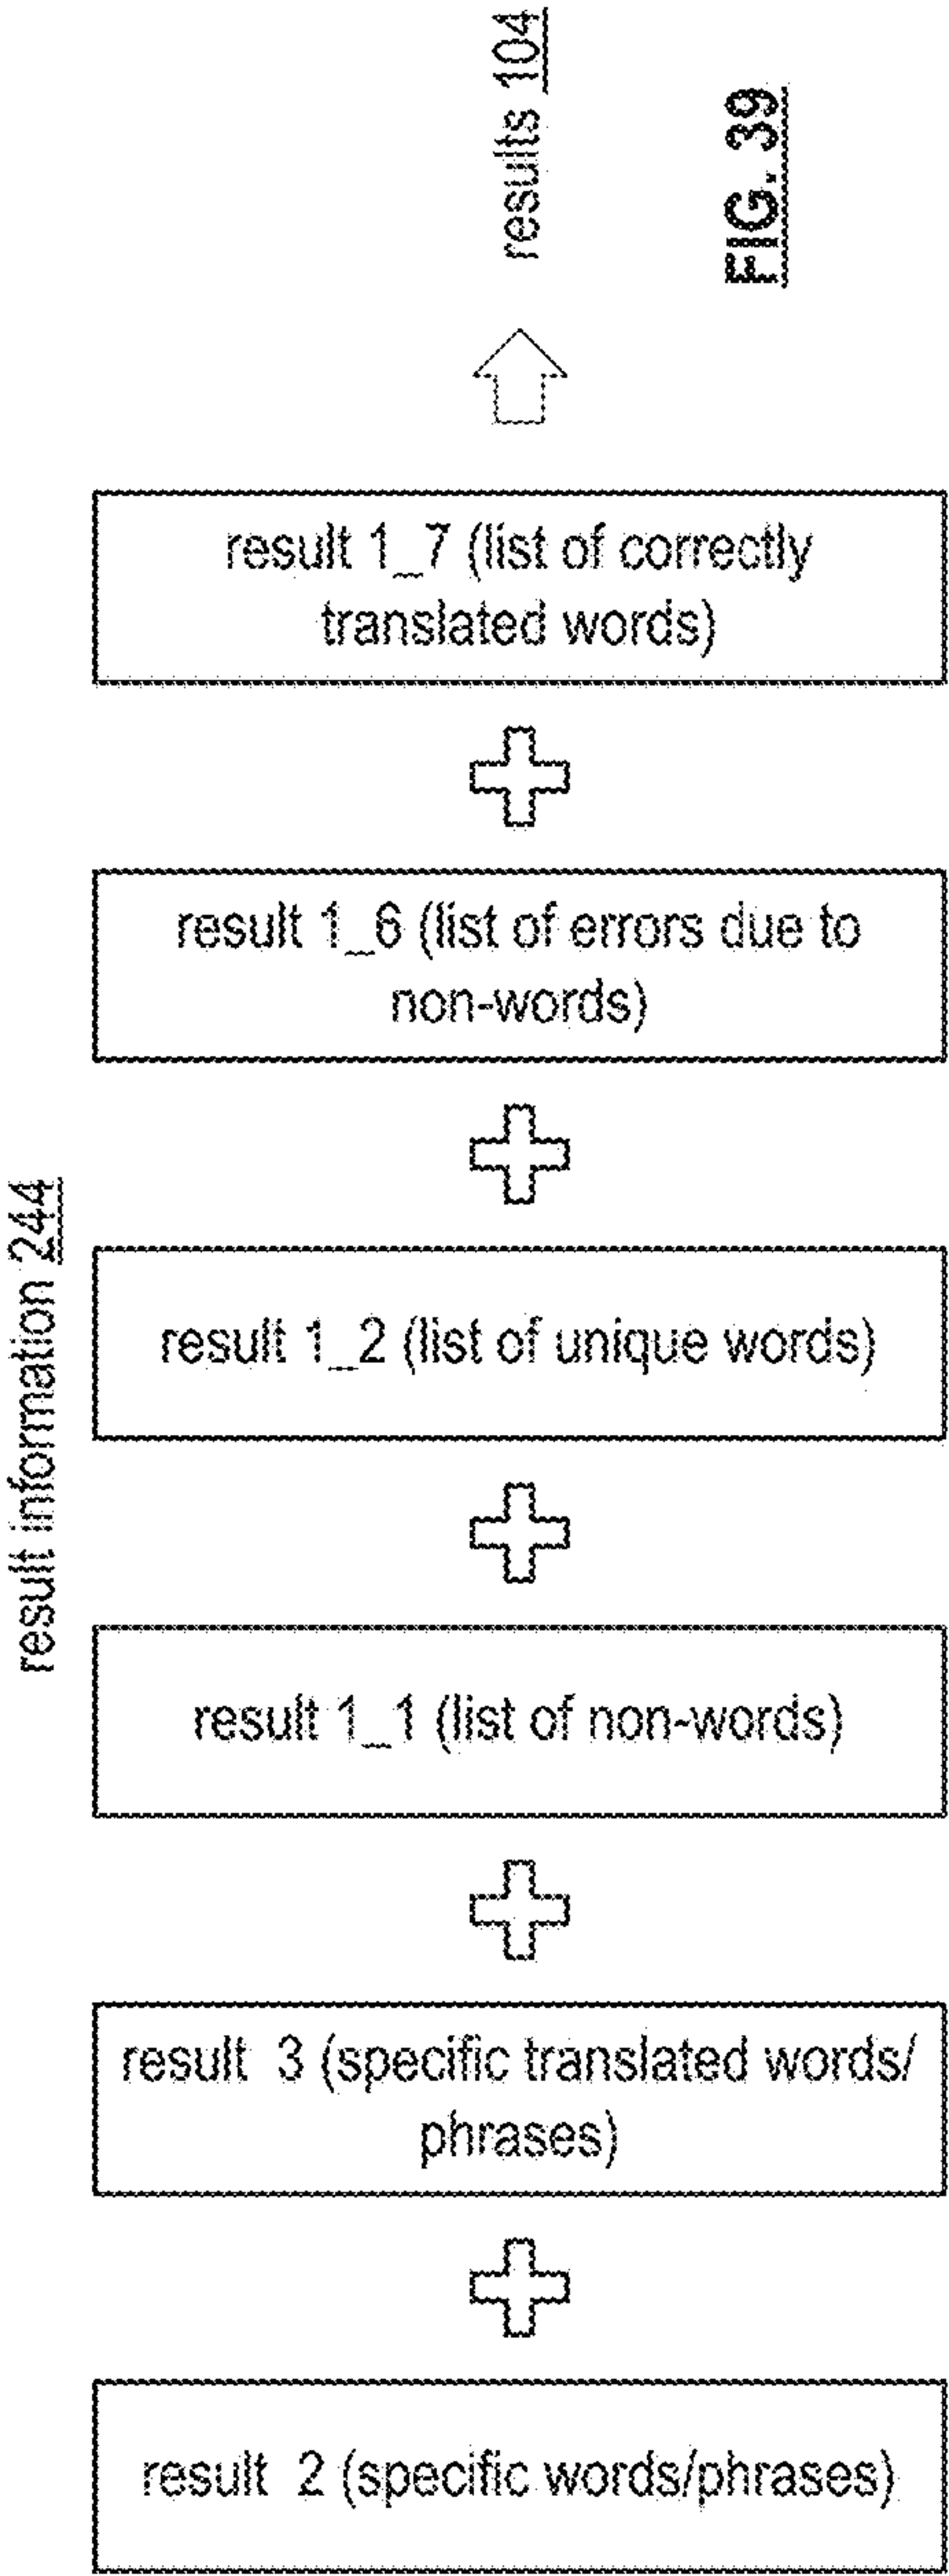 result information 244
result 1_7 (list of correctly
translated words)
result 1_6 (list of errors due to
non-words)
result 1_2 (list of unique words)
result 1_1 (list of non-words)
result 3 (specific translated words/
phrases)
result 2 (specific words/phrases)
results 104
FIG. 39